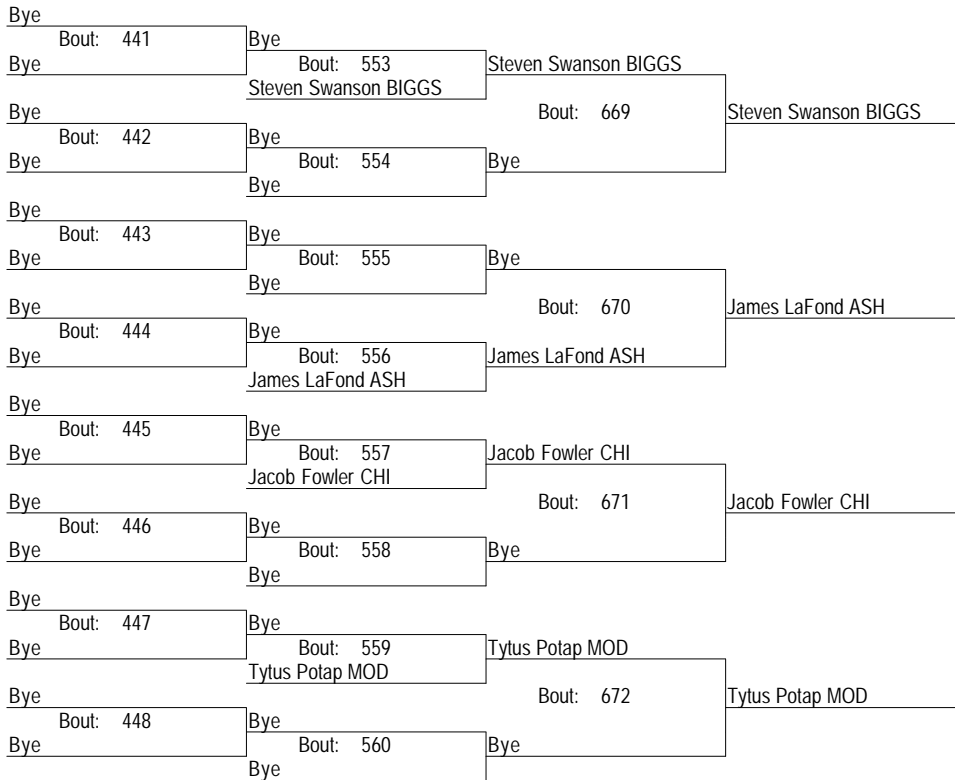 Bye
Bout: 441 Bye
Bye Bout: 553 Steven Swanson BIGGS
Steven Swanson BIGGS
Bye Bout: 669 Steven Swanson BIGGS
Bout: 442 Bye
Bye Bout: 554 Bye
Bye
Bye
Bout: 443 Bye
Bye Bout: 555 Bye
Bye
Bye Bout: 670 James LaFond ASH
Bout: 444 Bye
Bye Bout: 556 James LaFond ASH
James LaFond ASH
Bye
Bout: 445 Bye
Bye Bout: 557 Jacob Fowler CHI
Jacob Fowler CHI
Bye Bout: 671 Jacob Fowler CHI
Bout: 446 Bye
Bye Bout: 558 Bye
Bye
Bye
Bout: 447 Bye
Bye Bout: 559 Tytus Potap MOD
Tytus Potap MOD
Bye Bout: 672 Tytus Potap MOD
Bout: 448 Bye
Bye Bout: 560 Bye
Bye